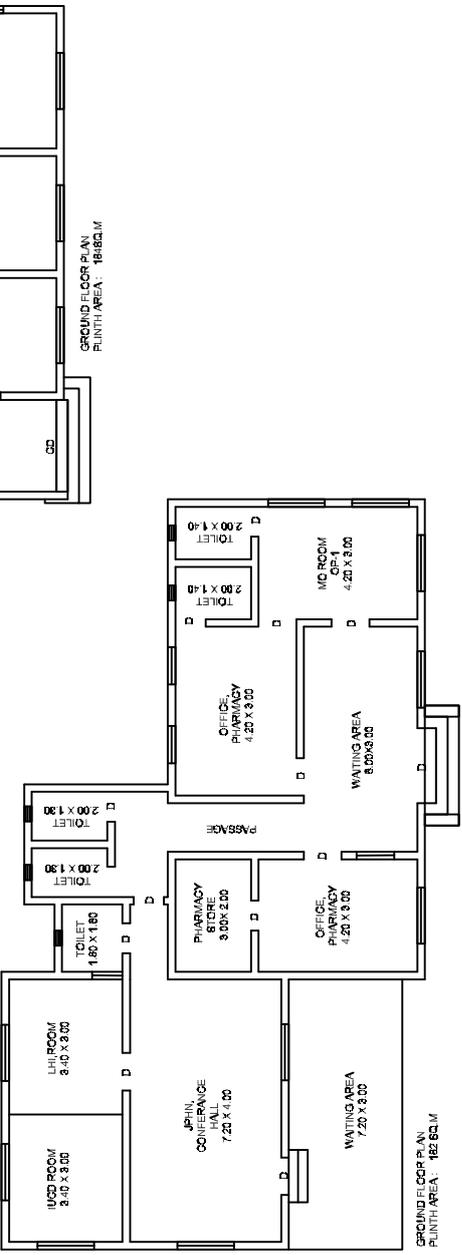 GROUND FLOOR PLAN
PLINTH AREA : 184SQ.M
GD
TOILET
2.00 X 1.40
TOILET
2.00 X 1.40
MO ROOM
OP-1
4.20 X 3.00
D
D
D
D
OFFICE,
PHARMACY
4.20 X 3.00
WAITING AREA
6.00X3.00
D
D
TOILET
2.00 X 1.30
D
TOILET
2.00 X 1.30
PASSAGE
D
PHARMACY
STORE
3.00X 2.00
D
OFFICE,
PHARMACY
4.20 X 3.00
D
TOILET
1.80 X 1.80
D
LHI,ROOM
3.40 X 3.00
D
IUCD ROOM
3.40 X 3.00
JPHN,
CONFERANCE
HALL
7.20 X 4.00
D
WAITING AREA
7.20 X 3.00
GROUND FLOOR PLAN
PLINTH AREA : 182 SQ.M